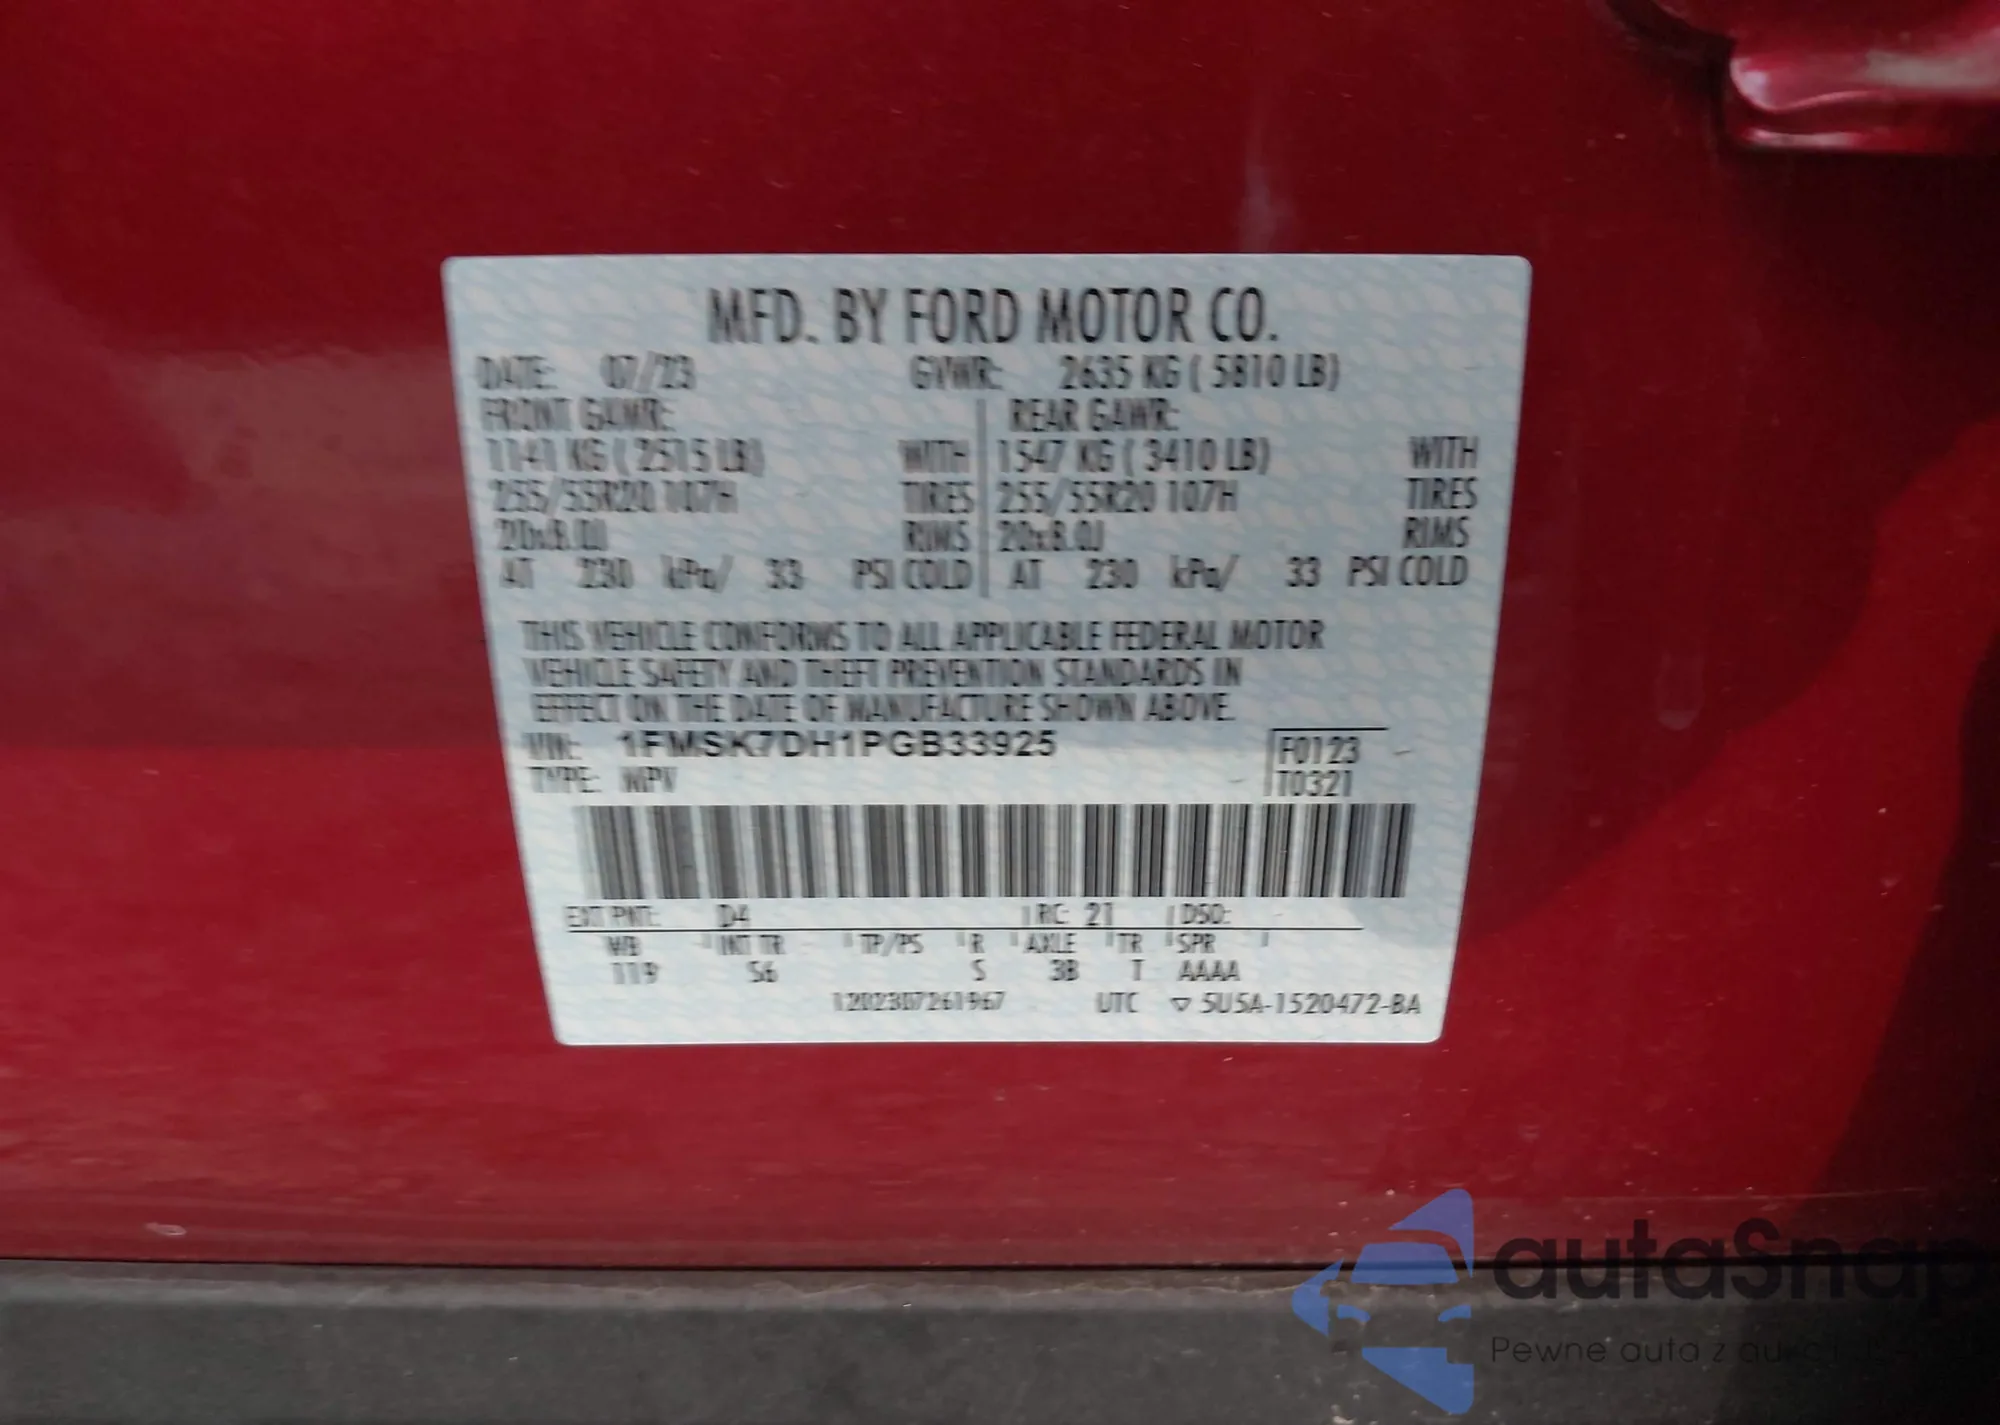 MFD. BY FORD MOTOR CO.
DATE: 07/23 GVWR: 2635 KG ( 5810 LB)
FRONT GAWR: REAR GAWR:
1141 KG ( 2515 LB) WITH 1547 KG ( 3410 LB) WITH
255/55R20 107H TIRES 255/55R20 107H TIRES
20x8.0J RIMS 20x8.0J RIMS
AT 230 kPa/ 33 PSI COLD AT 230 kPa/ 33 PSI COLD
THIS VEHICLE CONFORMS TO ALL APPLICABLE FEDERAL MOTOR
VEHICLE SAFETY AND THEFT PREVENTION STANDARDS IN
EFFECT ON THE DATE OF MANUFACTURE SHOWN ABOVE.
VIN: 1FMSK7DH1PGB33925 F0123
TYPE: MPV T0321
EXT PNT: D4 RC: 21 DSO:
WB INT TR TP/PS R AXLE TR SPR
119 S6 S 3B T AAAA
1202307261967 UTC ▽ 5U5A-1520472-BA
autaSnap
Pewne auta z